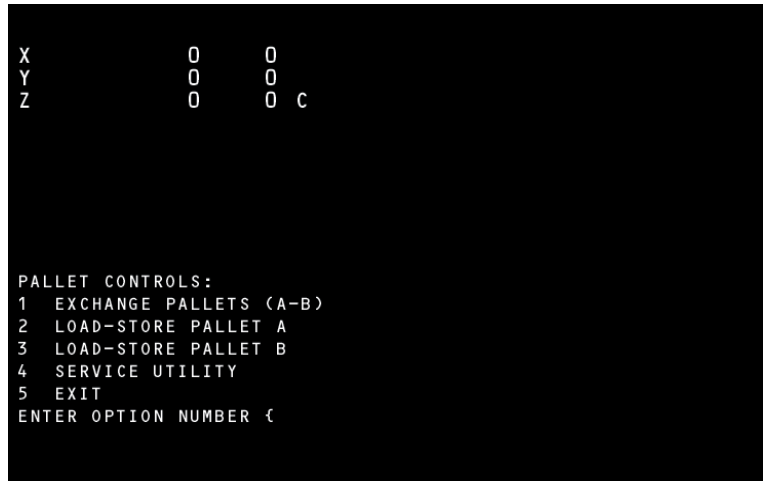 X 0 0
Y 0 0
Z 0 0 C
PALLET CONTROLS:
1 EXCHANGE PALLETS (A-B)
2 LOAD-STORE PALLET A
3 LOAD-STORE PALLET B
4 SERVICE UTILITY
5 EXIT
ENTER OPTION NUMBER {